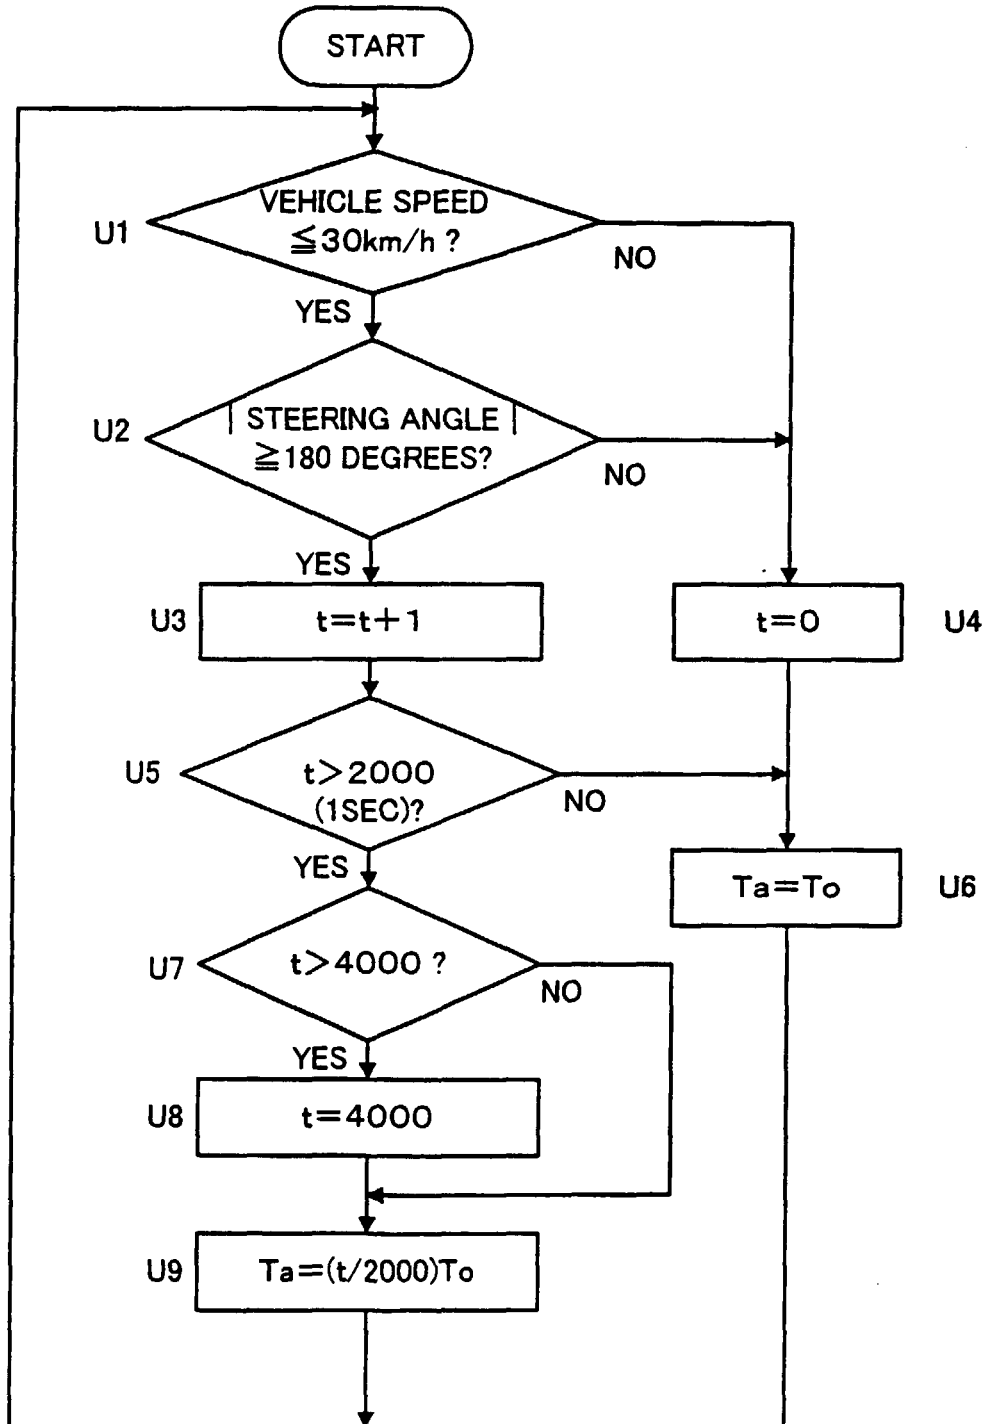 START
VEHICLE SPEED
≦30km/h ?
U1
NO
YES
| STEERING ANGLE |
≧180 DEGREES?
U2
NO
YES
U3
t=t+1
t=0
U4
U5
t>2000
(1SEC)?
NO
YES
Ta=To
U6
U7
t>4000 ?
NO
YES
U8
t=4000
U9
Ta=(t/2000)To